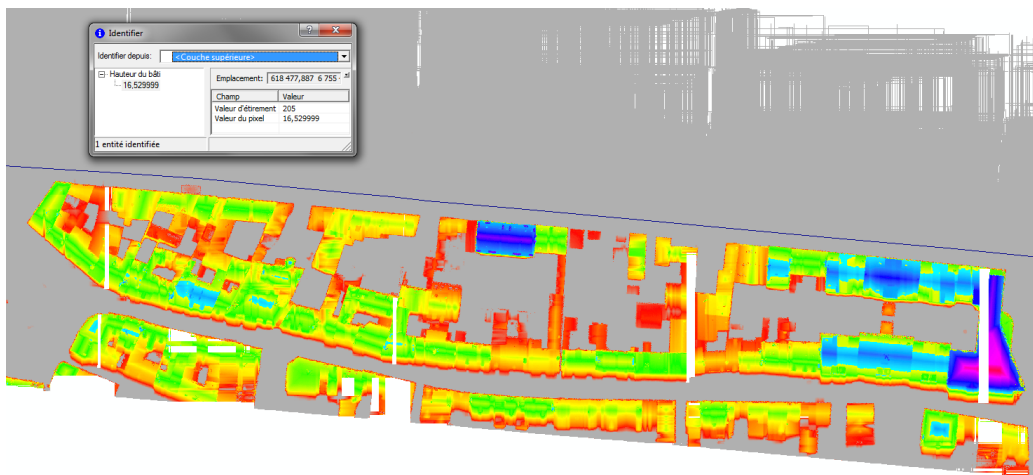 Identifier
Identifier depuis: <Couche supérieure>
Hauteur du bâti
16,529999
Emplacement: 618 477,887 6 755
Champ Valeur
Valeur d'étirement 205
Valeur du pixel 16,529999
1 entité identifiée